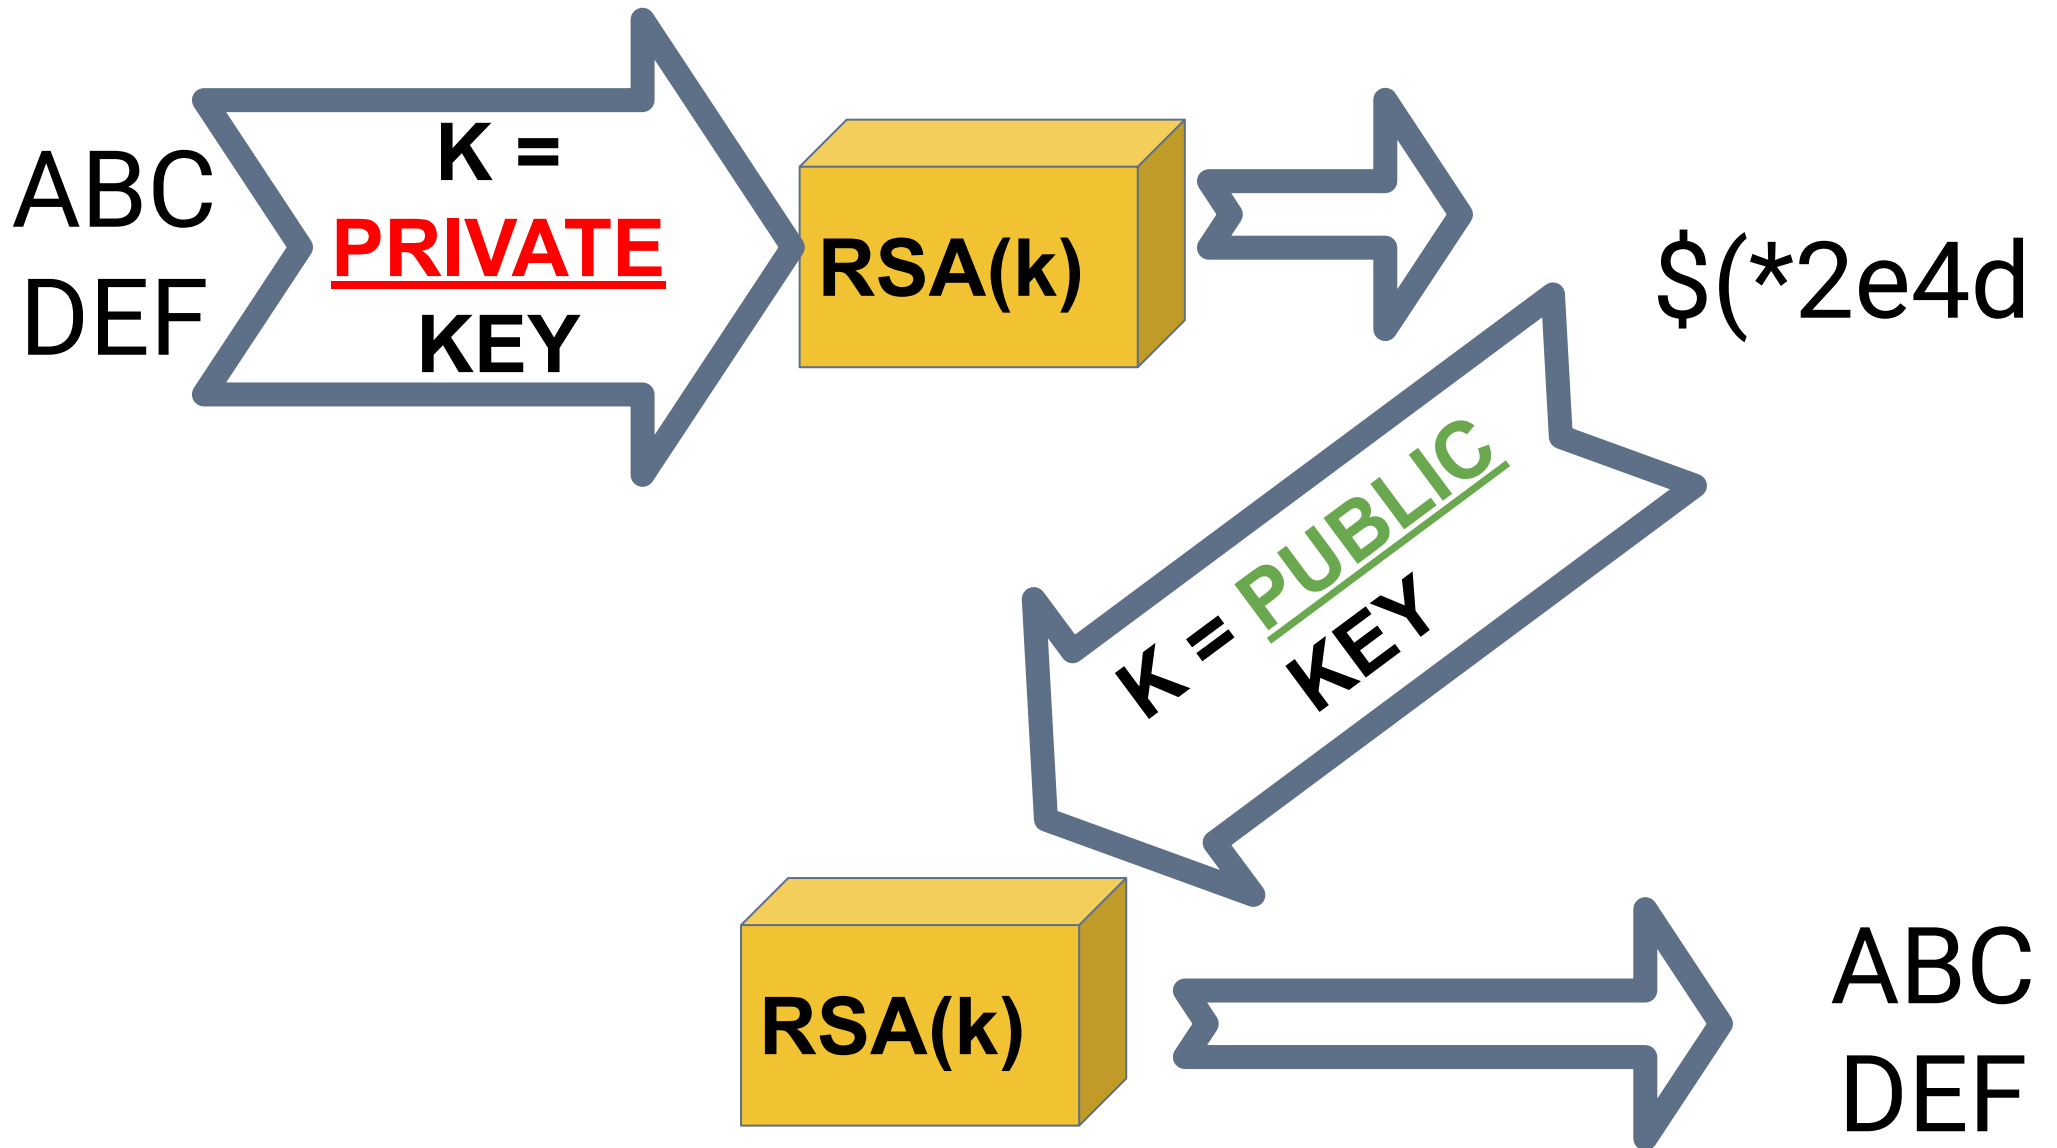 ABC
DEF
K =
PRIVATE
KEY
RSA(k)
$(*2e4d
K = PUBLIC
KEY
RSA(k)
ABC
DEF